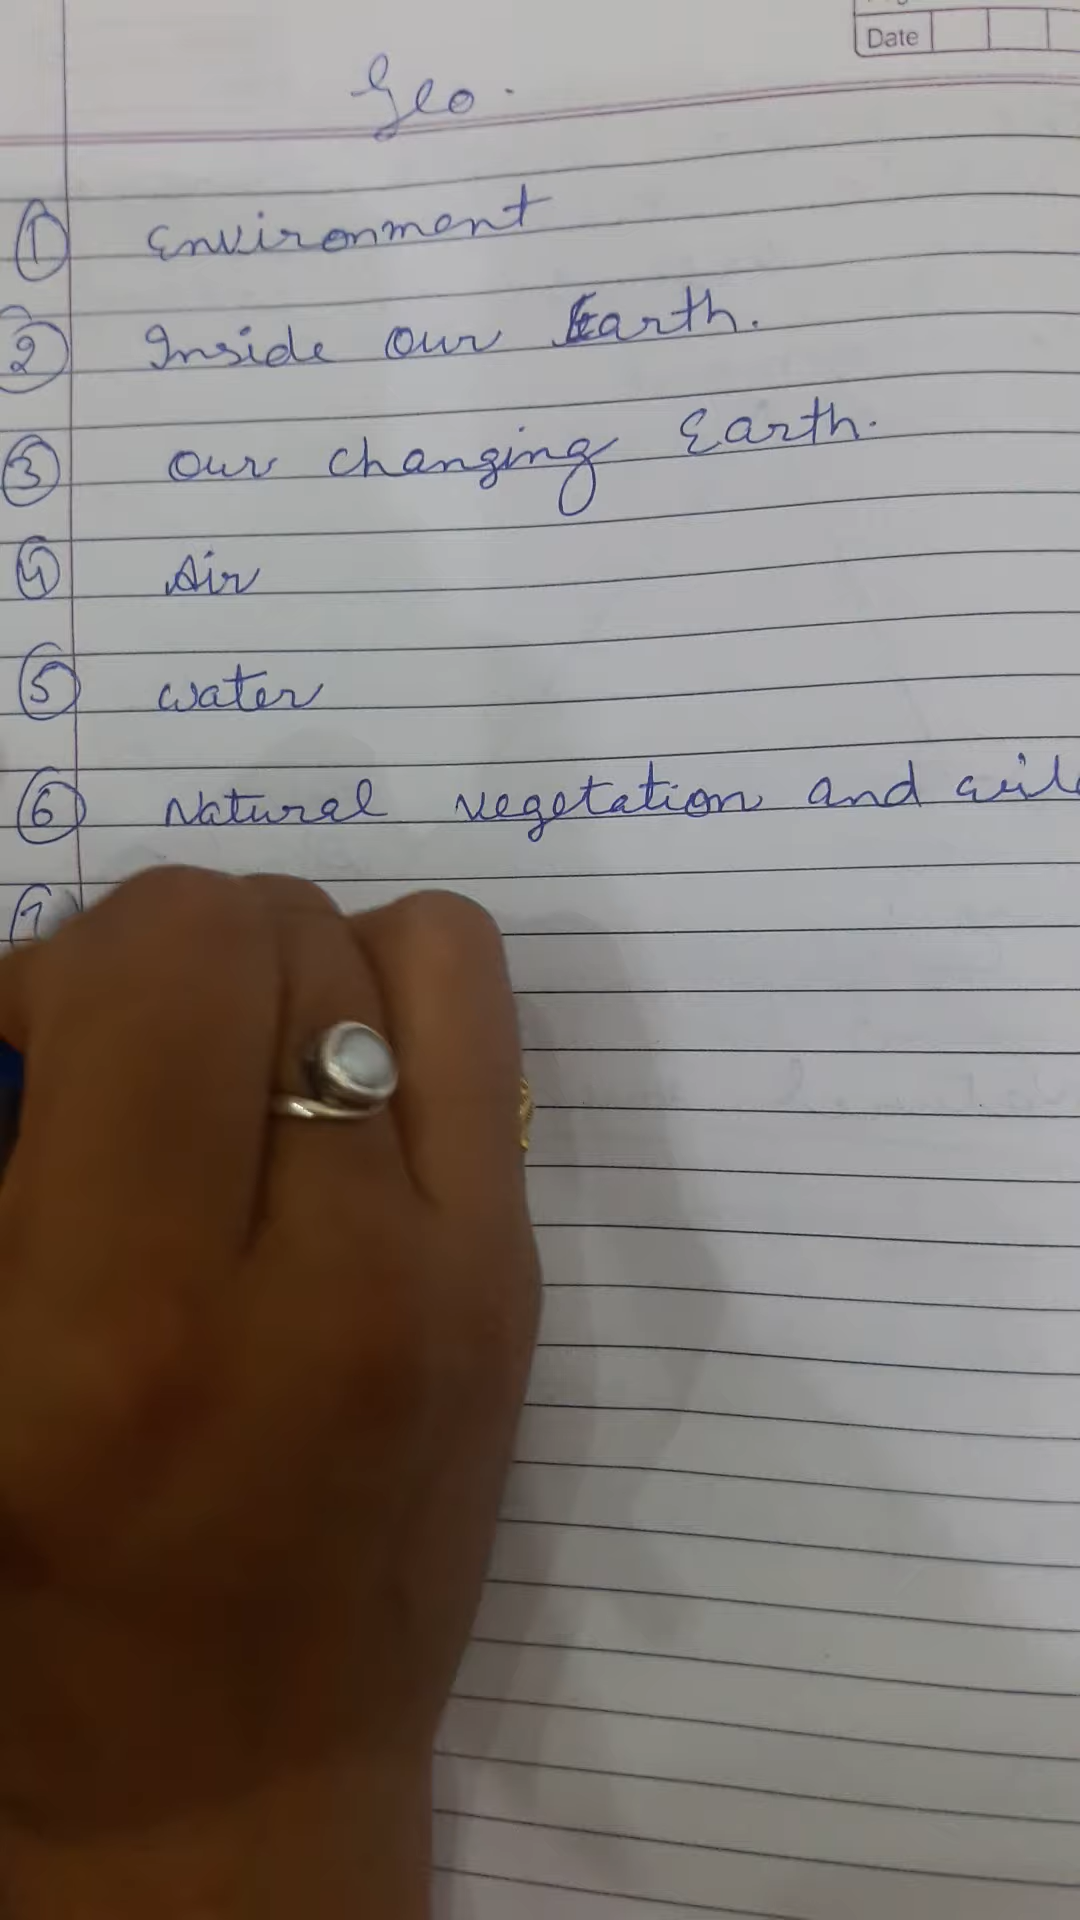 Date
Geo.
1 Environment
2 Inside Our Earth.
3 Our changing Earth.
4 Air
5 Water
6 Natural vegetation and
7